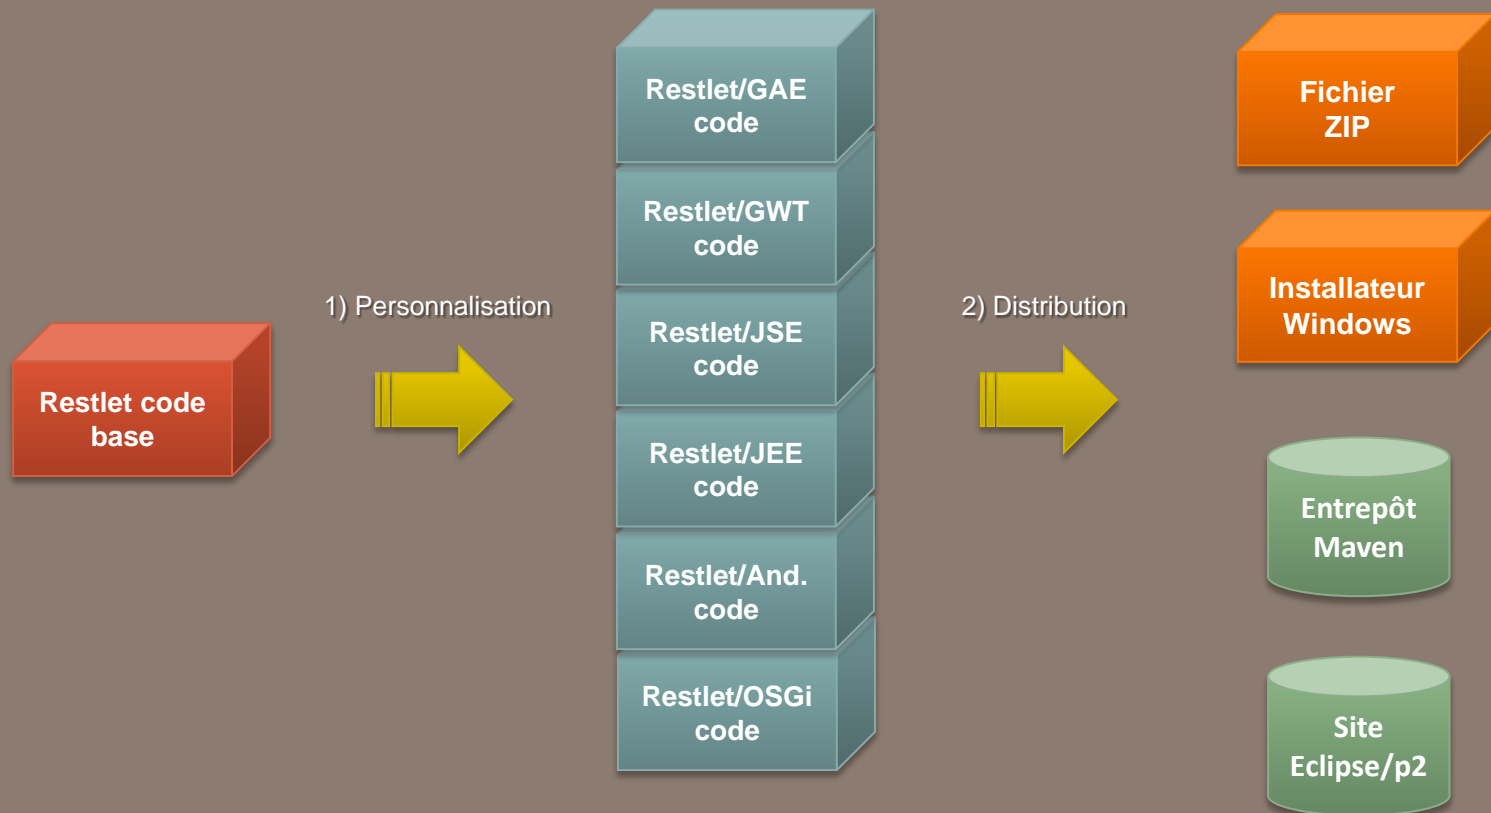 Restlet code
base
1) Personnalisation
Restlet/GAE
code
Restlet/GWT
code
Restlet/JSE
code
Restlet/JEE
code
Restlet/And.
code
Restlet/OSGi
code
2) Distribution
Fichier
ZIP
Installateur
Windows
Entrepôt
Maven
Site
Eclipse/p2